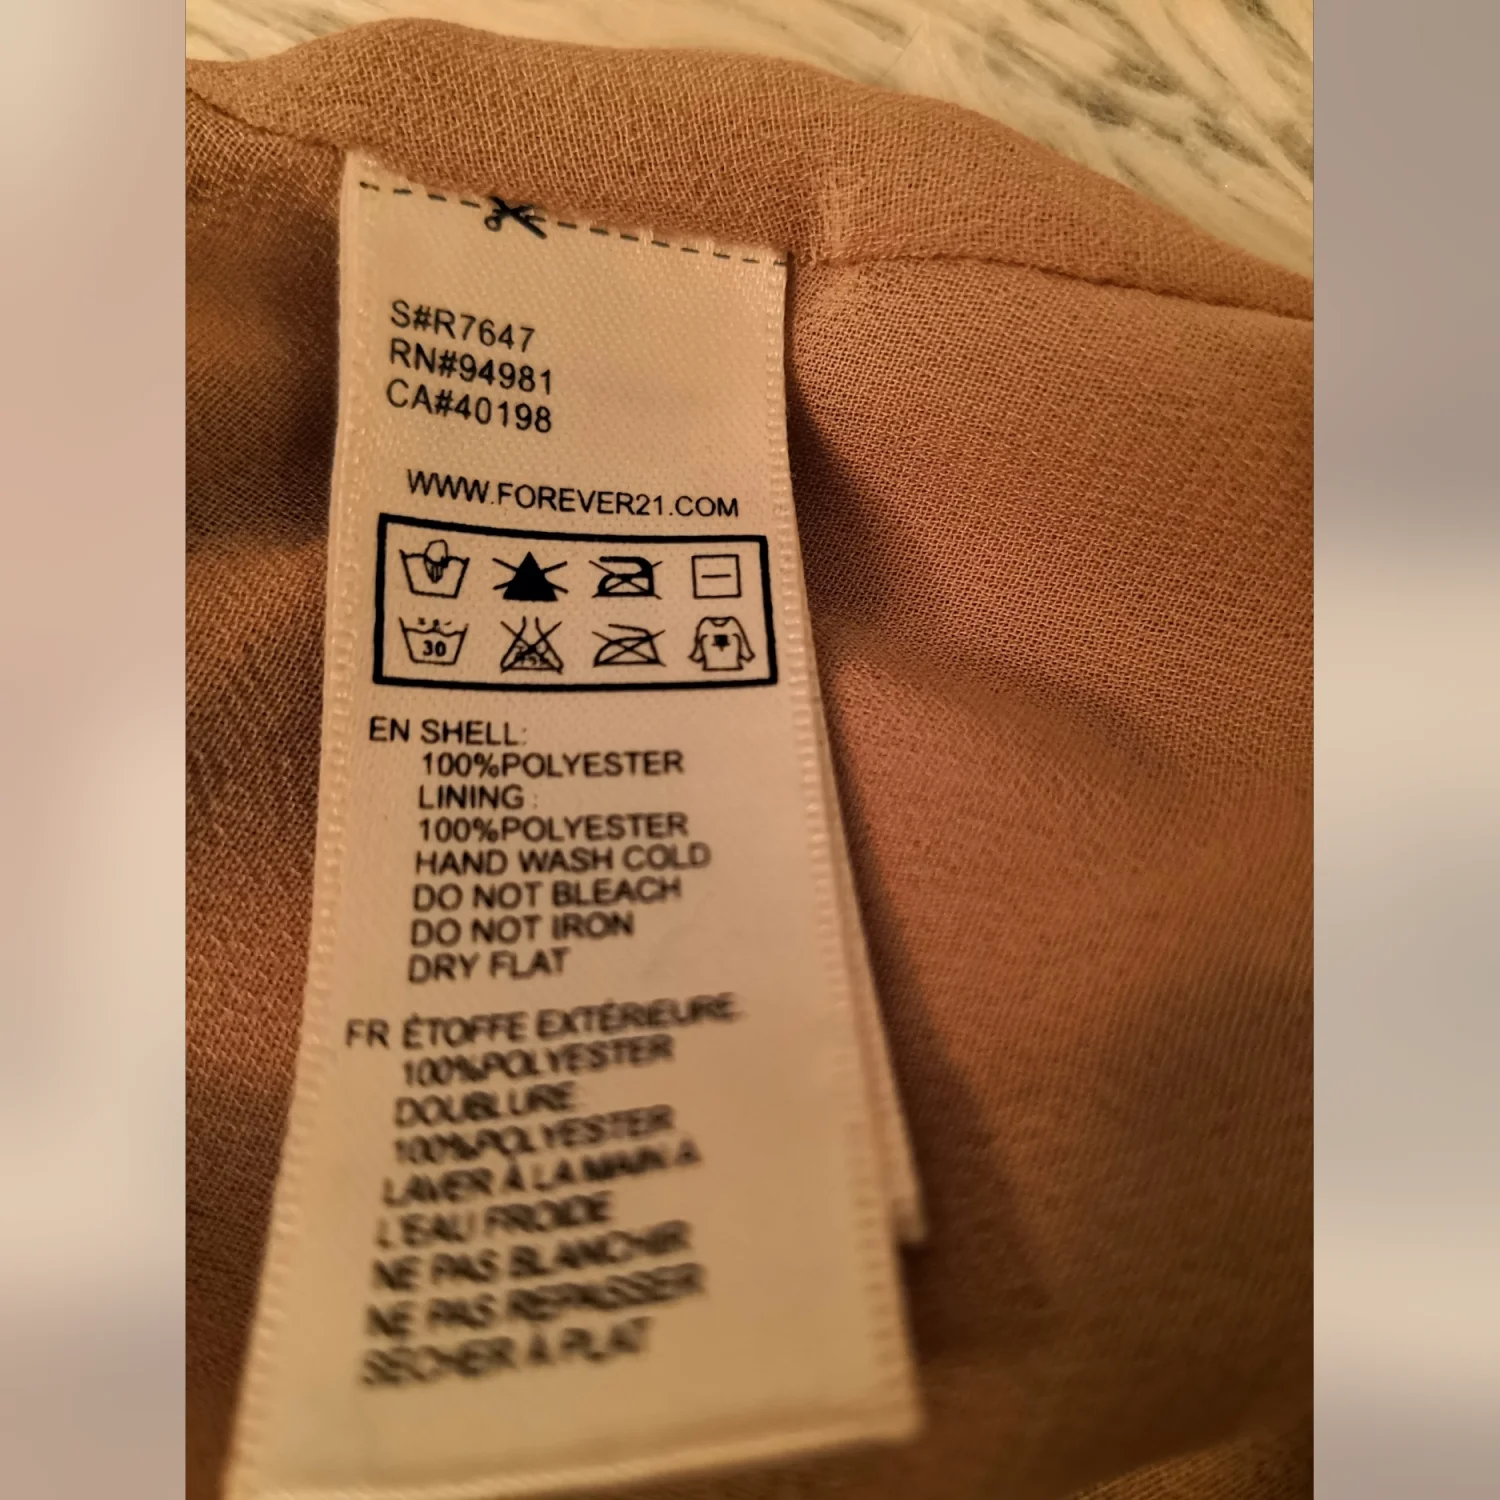 S#R7647
RN#94981
CA#40198
WWW.FOREVER21.COM
30
EN SHELL:
100%POLYESTER
LINING :
100%POLYESTER
HAND WASH COLD
DO NOT BLEACH
DO NOT IRON
DRY FLAT
FR ÉTOFFE EXTÉRIEURE:
100%POLYESTER
DOUBLURE:
100%POLYESTER
LAVER À LA MAIN À
L'EAU FROIDE
NE PAS BLANCHIR
NE PAS REPASSER
SÉCHER À PLAT